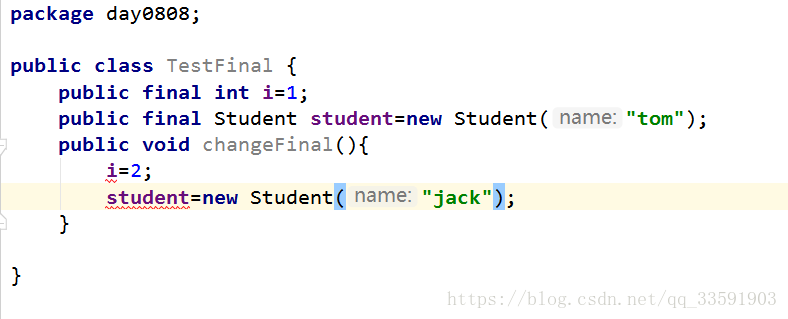 package day0808;
public class TestFinal {
public final int i=1;
public final Student student=new Student( name: "tom");
public void changeFinal(){
i=2;
student=new Student( name: "jack");
}
}
https://blog.csdn.net/qq_33591903